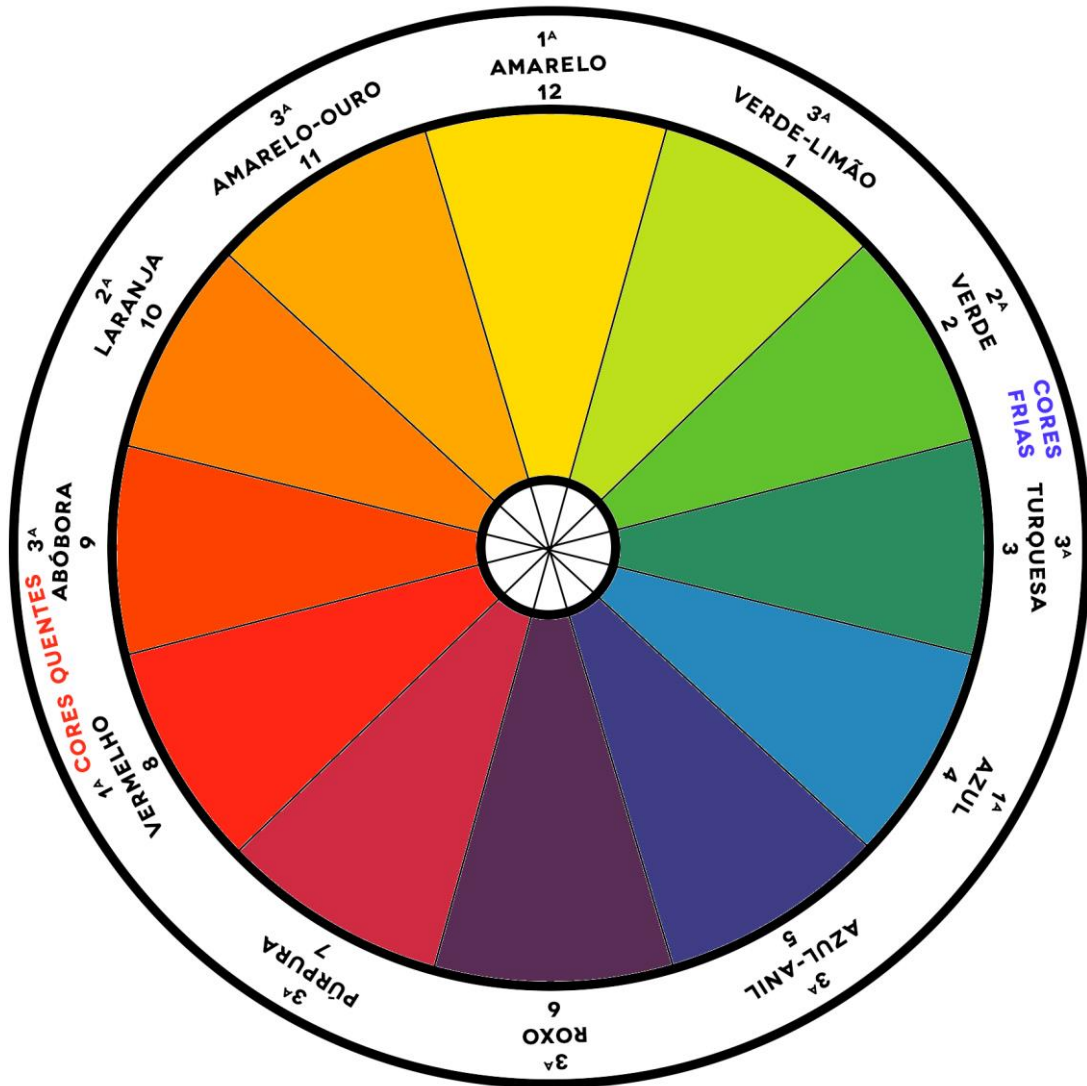 1ª
AMARELO
12
3ª
VERDE-LIMÃO
1
2ª
VERDE
2
CORES
FRIAS
3ª
TURQUESA
3
1ª
AZUL
4
3ª
AZUL-ANIL
5
3ª
ROXO
6
3ª
PÚRPURA
7
1ª
VERMELHO
8
CORES QUENTES
3ª
ABÓBORA
9
2ª
LARANJA
10
3ª
AMARELO-OURO
11